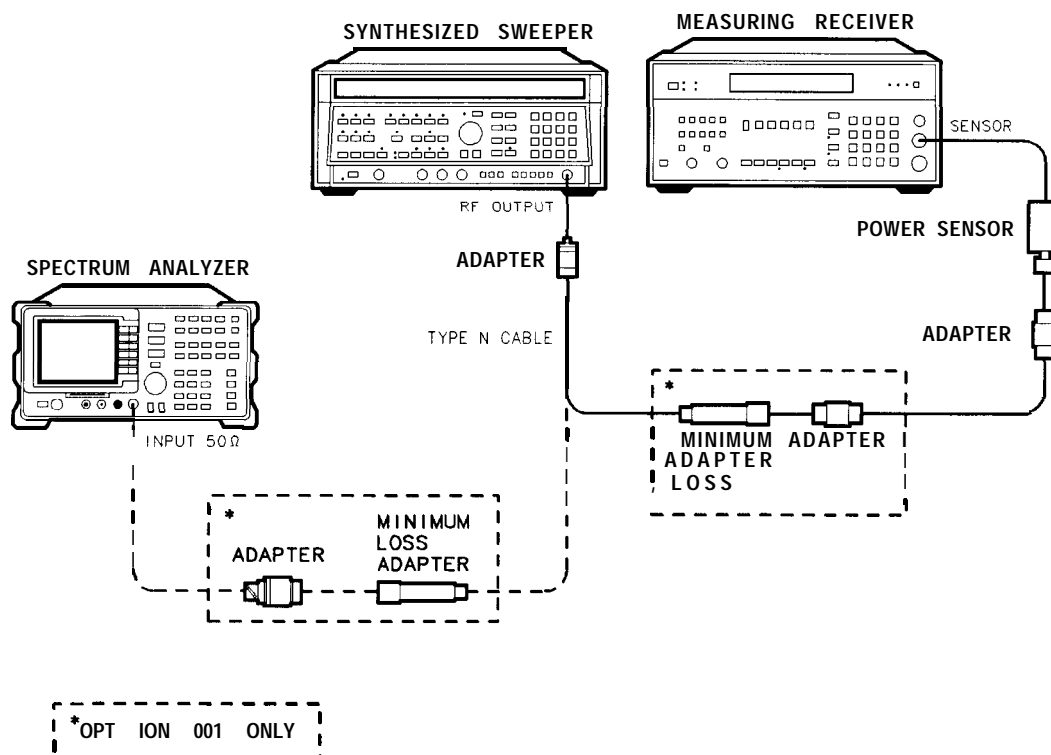 SYNTHESIZED SWEEPER
MEASURING RECEIVER
SENSOR
RF OUTPUT
POWER SENSOR
ADAPTER
SPECTRUM ANALYZER
TYPE N CABLE
ADAPTER
*
INPUT 50Ω
MINIMUM ADAPTER
ADAPTER
LOSS
*
MINIMUM
LOSS
ADAPTER
ADAPTER
*OPT ION 001 ONLY